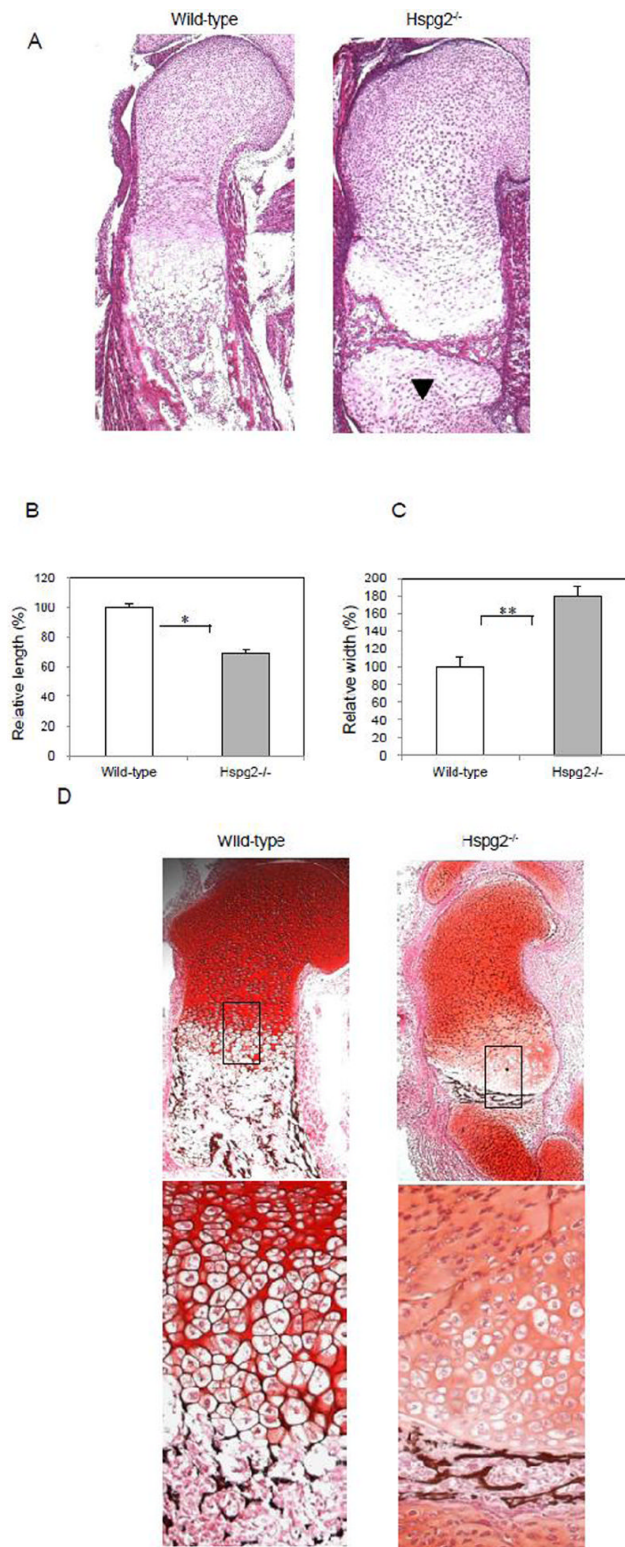 A
Wild-type Hspg2-/-
B
C
120
100
80
60
40
20
0
Relative length (%)
*
Wild-type Hspg2-/-
200
180
160
140
120
100
80
60
40
20
0
Relative width (%)
**
Wild-type Hspg2-/-
D
Wild-type Hspg2-/-